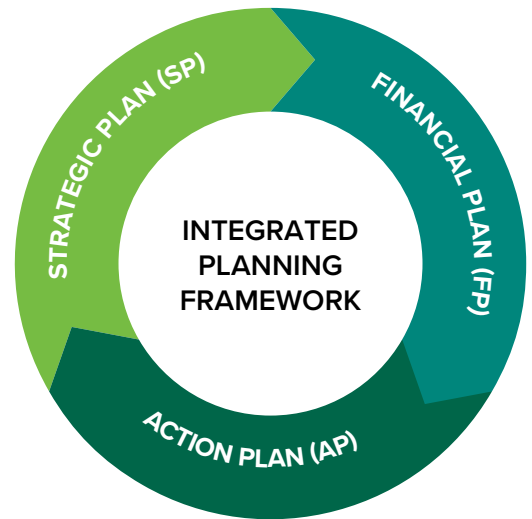 STRATEGIC PLAN (SP)
FINANCIAL PLAN (FP)
INTEGRATED
PLANNING
FRAMEWORK
ACTION PLAN (AP)